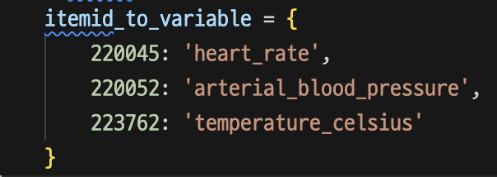 itemid_to_variable = {
    220045: 'heart_rate',
    220052: 'arterial_blood_pressure',
    223762: 'temperature_celsius'
}